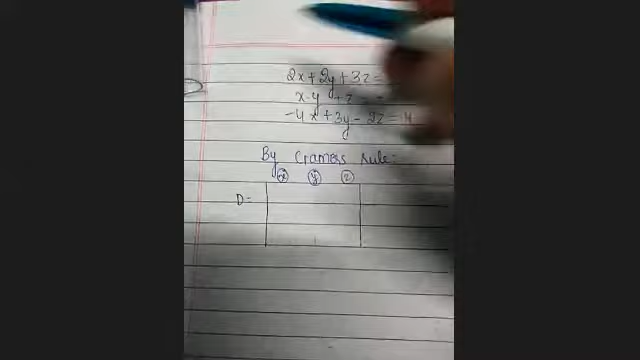 2x + 2y + 3z =
x - y + z =
-4x + 3y - 2z =
By Cramers rule:-
x y z
D=